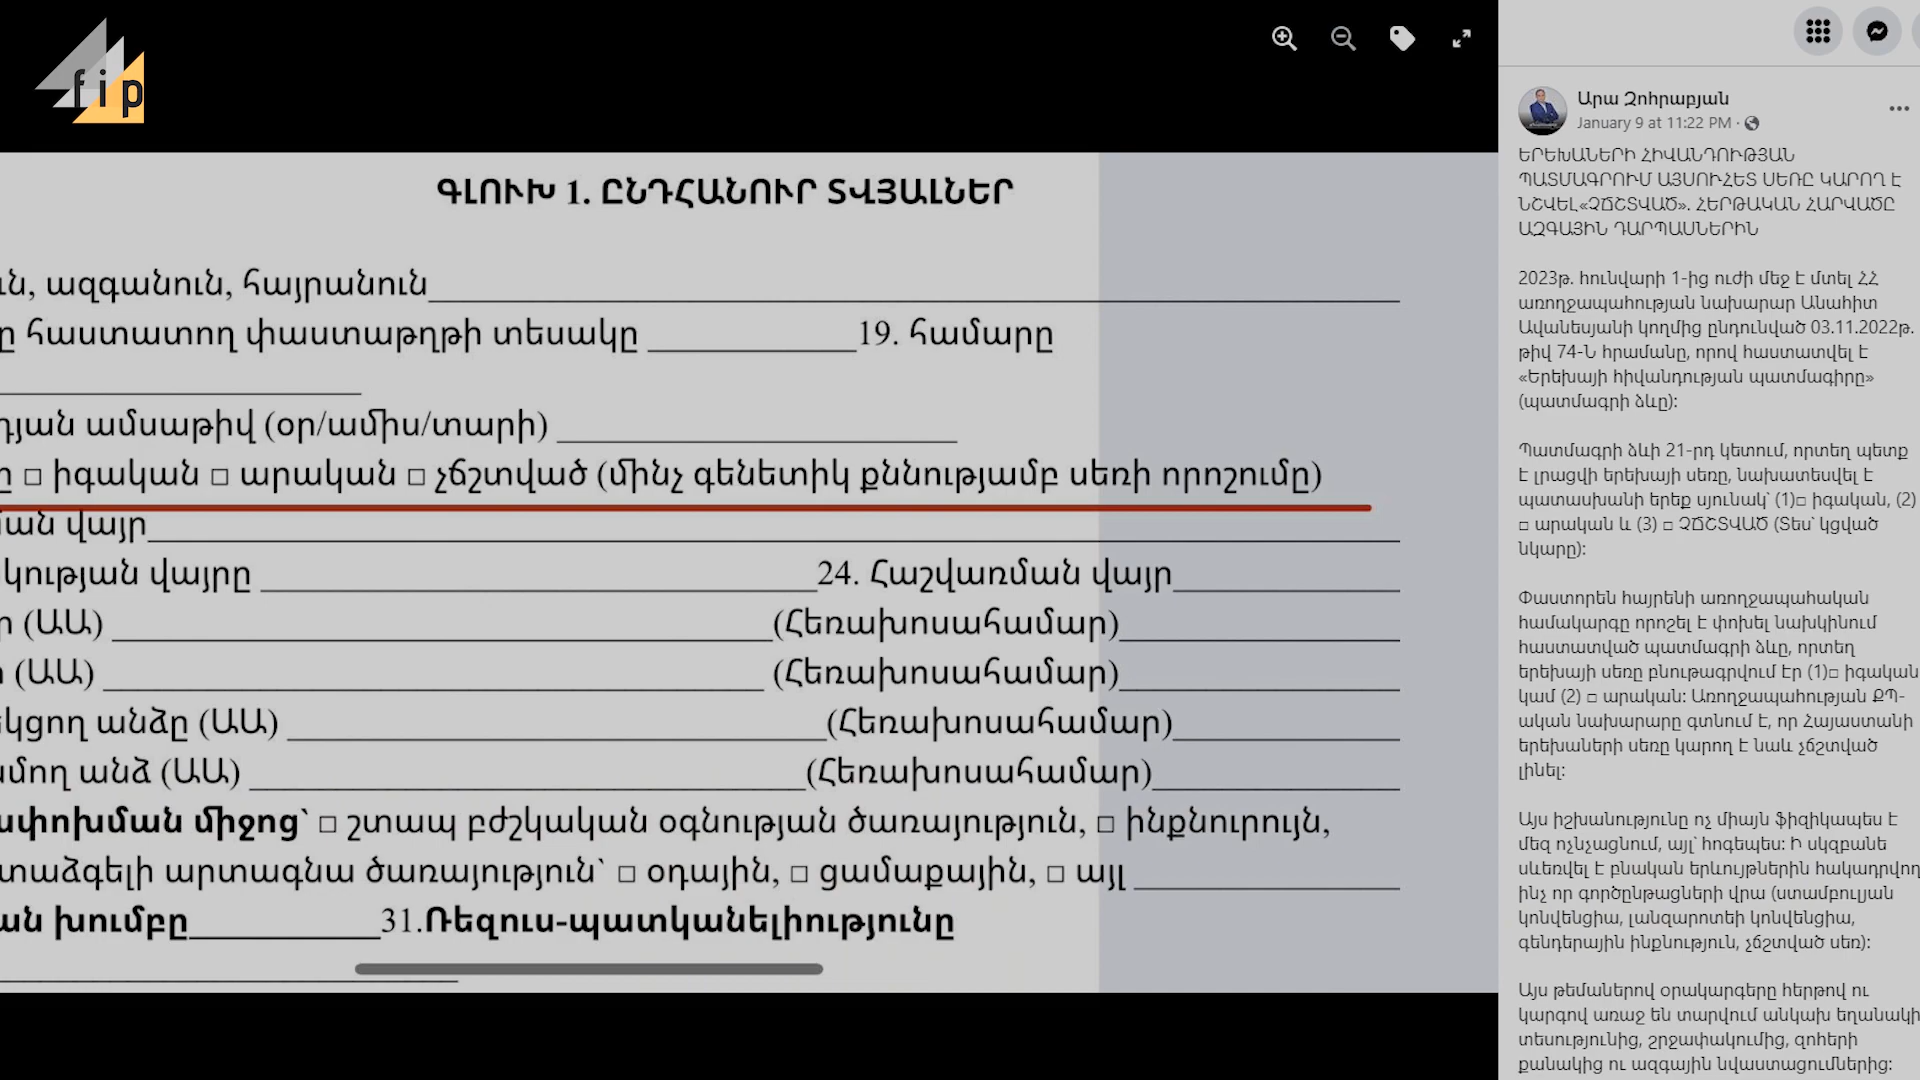 fip
ԳԼՈՒԽ 1. ԸՆԴՀԱՆՈՒՐ ՏՎՅԱԼՆԵՐ
ազգանուն, հայրանուն
հաստատող փաստաթղթի տեսակը 19. համարը
ամսաթիվ (օր/ամիս/տարի)
□ իգական □ արական □ չճշտված (մինչ գենետիկ քննությամբ սեռի որոշումը)
վայր
վայրը 24. Հաշվառման վայր
(ԱԱ) (Հեռախոսահամար)
(ԱԱ) (Հեռախոսահամար)
անձը (ԱԱ) (Հեռախոսահամար)
անձ (ԱԱ) (Հեռախոսահամար)
միջոց՝ □ շտապ բժշկական օգնության ծառայություն, □ ինքնուրույն,
արտագնա ծառայություն՝ □ օդային, □ ցամաքային, □ այլ
խումբը 31.Ռեզուս-պատկանելիությունը
Արա Զոհրաբյան
January 9 at 11:22 PM ·
ԵՐԵԽԱՆԵՐԻ ՀԻՎԱՆԴՈՒԹՅԱՆ
ՊԱՏՄԱԳՐՈՒՄ ԱՅՍՈՒՀԵՏ ՍԵՌԸ ԿԱՐՈՂ Է
ՆՇՎԵԼ«ՉՃՇՏՎԱԾ». ՀԵՐԹԱԿԱՆ ՀԱՐՎԱԾԸ
ԱԶԳԱՅԻՆ ԴԱՐՊԱՍՆԵՐԻՆ
2023թ. հունվարի 1-ից ուժի մեջ է մտել ՀՀ
առողջապահության նախարար Անահիտ
Ավանեսյանի կողմից ընդունված 03.11.2022թ.
թիվ 74-Ն հրամանը, որով հաստատվել է
«Երեխայի հիվանդության պատմագիրը»
(պատմագրի ձևը):
Պատմագրի ձևի 21-րդ կետում, որտեղ պետք
է լրացվի երեխայի սեռը, նախատեսվել է
պատասխանի երեք սյունակ՝ (1)□ իգական, (2)
□ արական և (3) □ ՉՃՇՏՎԱԾ (Տես՝ կցված
նկարը):
Փաստորեն հայրենի առողջապահական
համակարգը որոշել է փոխել նախկինում
հաստատված պատմագրի ձևը, որտեղ
երեխայի սեռը բնութագրվում էր (1)□ իգական
կամ (2) □ արական: Առողջապահության ՔՊ-
ական նախարարը գտնում է, որ Հայաստանի
երեխաների սեռը կարող է նաև չճշտված
լինել:
Այս իշխանությունը ոչ միայն ֆիզիկապես է
մեզ ոչնչացնում, այլ՝ հոգեպես: Ի սկզբանե
սևեռվել է բնական երևույթներին հակադրվող
ինչ որ գործընթացների վրա (ստամբուլյան
կոնվենցիա, լանզարոտեի կոնվենցիա,
գենդերային ինքնություն, չճշտված սեռ):
Այս թեմաներով օրակարգերը հերթով ու
կարգով առաջ են տարվում անկախ եղանակի
տեսությունից, շրջափակումից, զոհերի
քանակից ու ազգային նվաստացումներից: